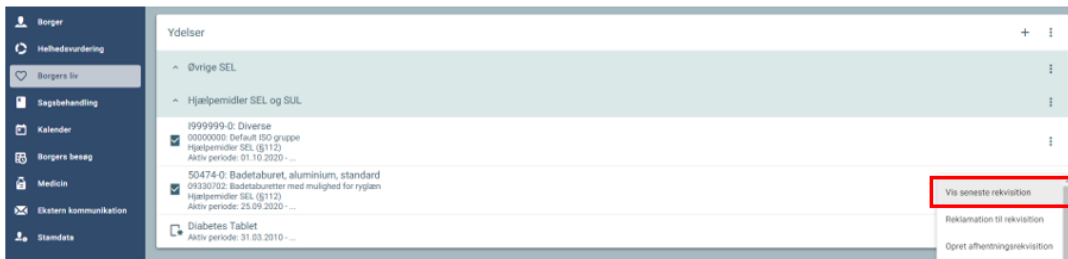 Borger
Helhedsvurdering
Borgers liv
Sagsbehandling
Kalender
Borgers besøg
Medicin
Ekstern kommunikation
Stamdata
Ydelser
Øvrige SEL
Hjælpemidler SEL og SUL
I999999-0: Diverse
00000000: Default ISO gruppe
Hjælpemidler SEL (§112)
Aktiv periode: 01.10.2020 - ...
50474-0: Badetaburet, aluminium, standard
09330702: Badetaburetter med mulighed for ryglæn
Hjælpemidler SEL (§112)
Aktiv periode: 25.09.2020 - ...
Diabetes Tablet
Aktiv periode: 31.03.2010 - ...
Vis seneste rekvisition
Reklamation til rekvisition
Opret afhentningsrekvisition